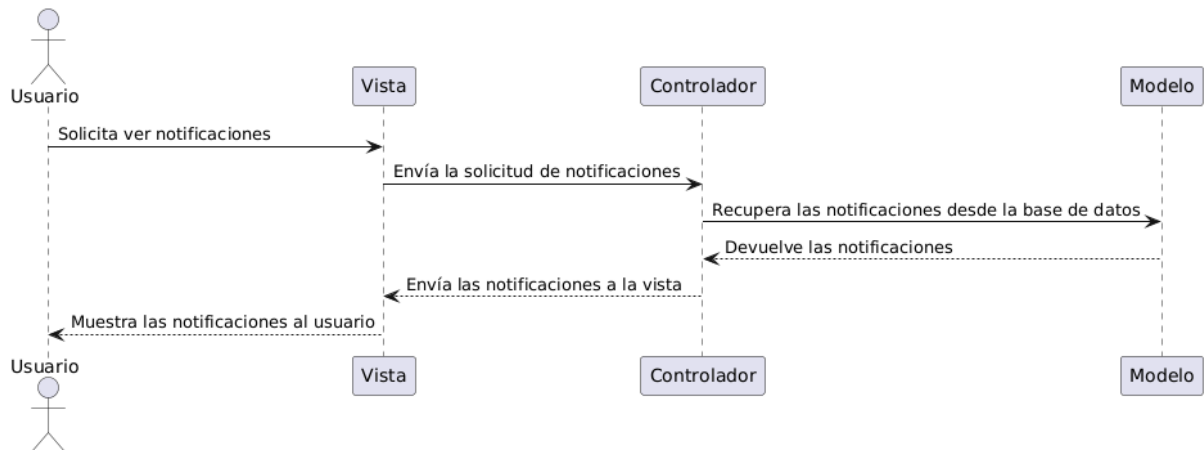 Usuario
Vista
Controlador
Modelo
Solicita ver notificaciones
Envía la solicitud de notificaciones
Recupera las notificaciones desde la base de datos
Devuelve las notificaciones
Envía las notificaciones a la vista
Muestra las notificaciones al usuario
Usuario
Vista
Controlador
Modelo